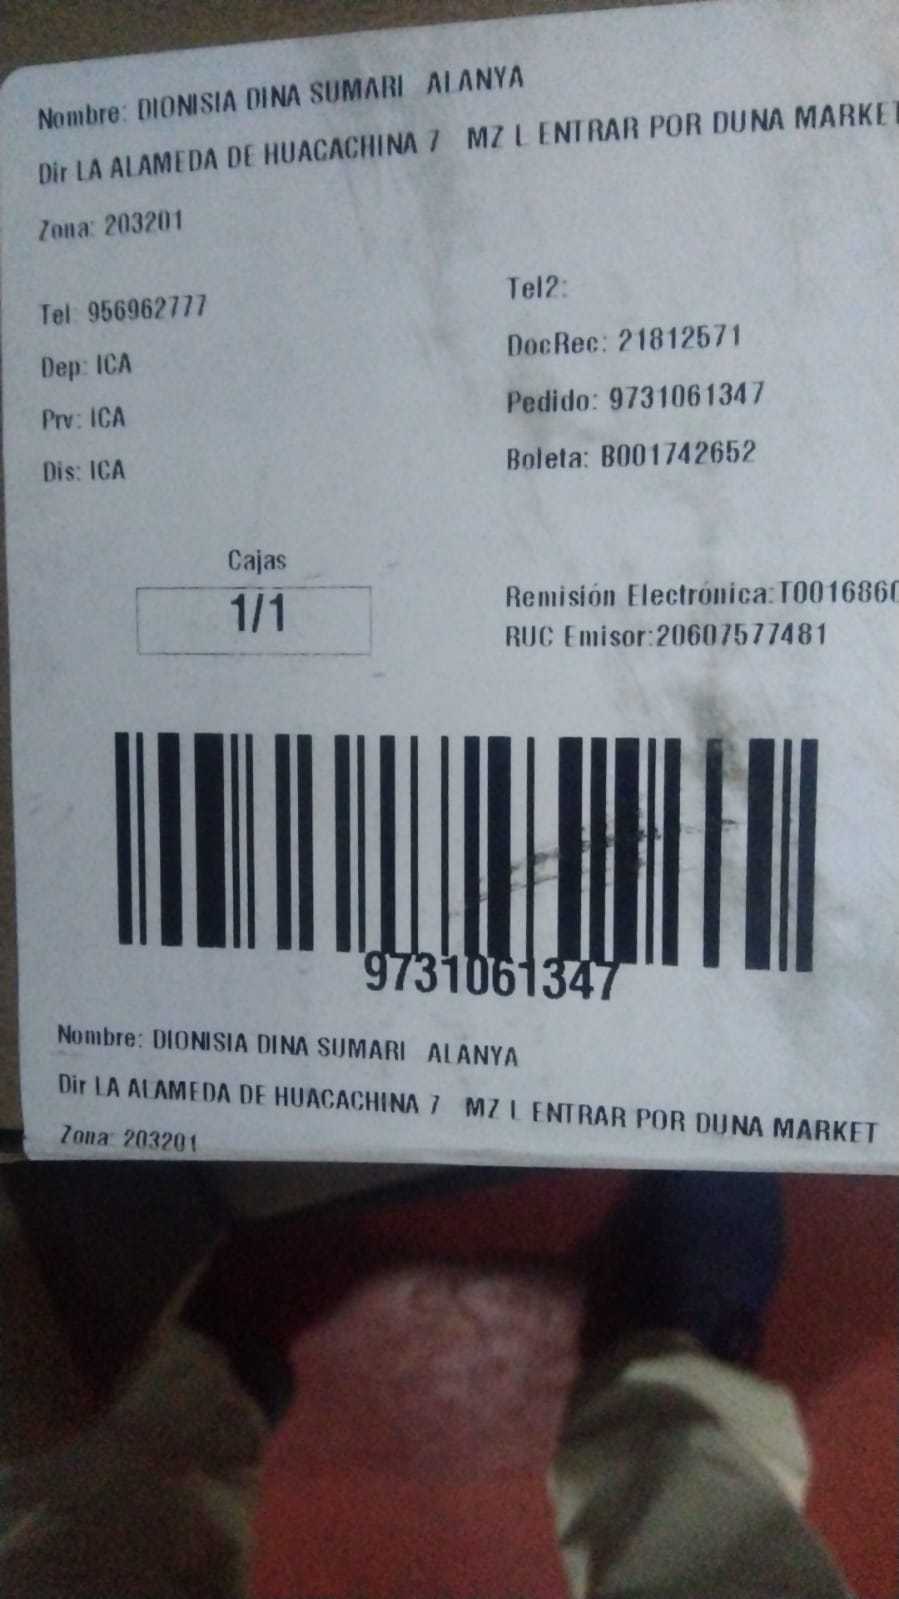 Nombre: DIONISIA DINA SUMARI ALANYA
Dir LA ALAMEDA DE HUACACHINA 7 MZ L ENTRAR POR DUNA MARKET
Zona: 203201
Tel: 956962777
Tel2:
Dep: ICA
DocRec: 21812571
Prv: ICA
Pedido: 9731061347
Dis: ICA
Boleta: B001742652
Cajas
1/1
Remisión Electrónica:T0016860
RUC Emisor:20607577481
9731061347
Nombre: DIONISIA DINA SUMARI ALANYA
Dir LA ALAMEDA DE HUACACHINA 7 MZ L ENTRAR POR DUNA MARKET
Zona: 203201